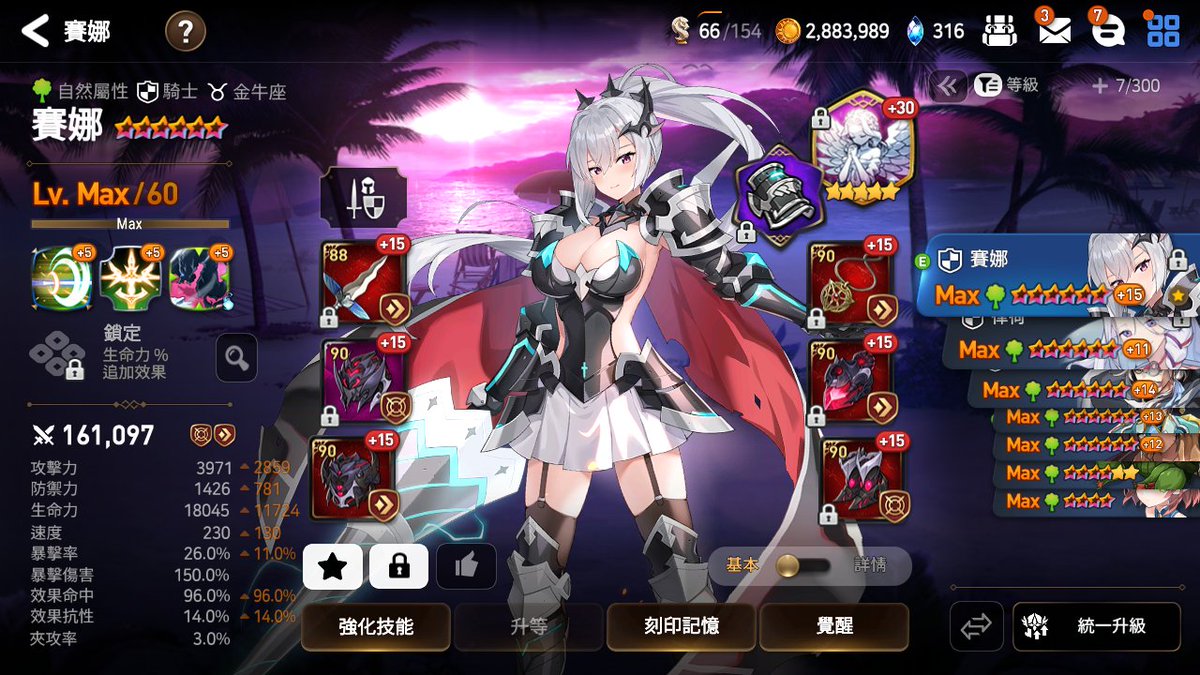 賽娜
?
66/154
2,883,989
316
3
7
自然屬性 騎士 金牛座
賽娜
等級
7/300
+30
Lv. Max/60
Max
+5
+5
+5
鎖定
生命力 %
追加效果
161,097
攻擊力 3971 2859
防禦力 1426 781
生命力 18045 11724
速度 230 130
暴擊率 26.0% 11.0%
暴擊傷害 150.0%
效果命中 96.0% 96.0%
效果抗性 14.0% 14.0%
夾攻率 3.0%
88 +15
90 +15
90 +15
90 +15
90 +15
90 +15
E 賽娜
Max +15
Max +11
Max +14
Max +13
Max +12
Max
Max
基本 詳情
強化技能
升等
刻印記憶
覺醒
統一升級